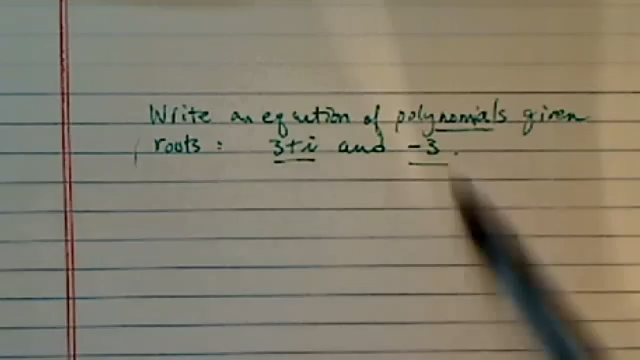 Write an equation of polynomials given
roots : 3+i and -3.